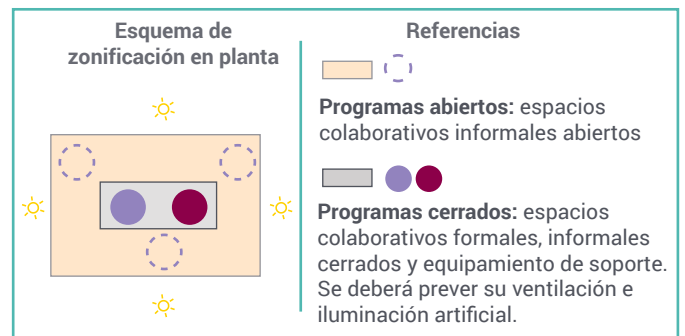 Esquema de
zonificación en planta
Referencias
Programas abiertos: espacios
colaborativos informales abiertos
Programas cerrados: espacios
colaborativos formales, informales
cerrados y equipamiento de soporte.
Se deberá prever su ventilación e
iluminación artificial.